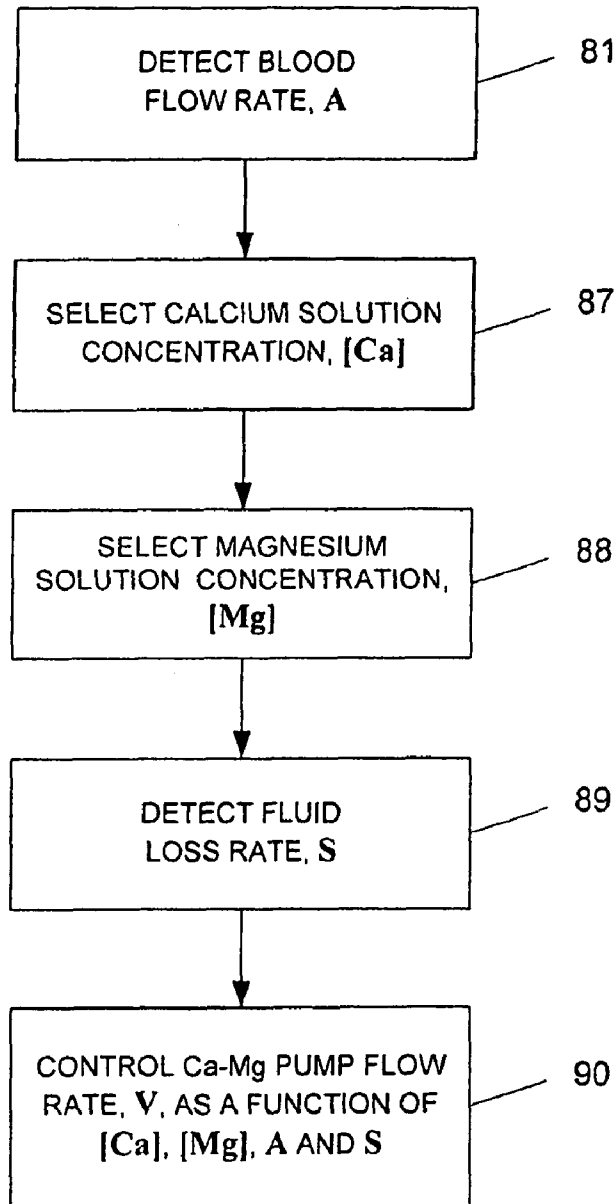 DETECT BLOOD
FLOW RATE, A
81
SELECT CALCIUM SOLUTION
CONCENTRATION, [Ca]
87
SELECT MAGNESIUM
SOLUTION CONCENTRATION,
[Mg]
88
DETECT FLUID
LOSS RATE, S
89
CONTROL Ca-Mg PUMP FLOW
RATE, V, AS A FUNCTION OF
[Ca], [Mg], A AND S
90